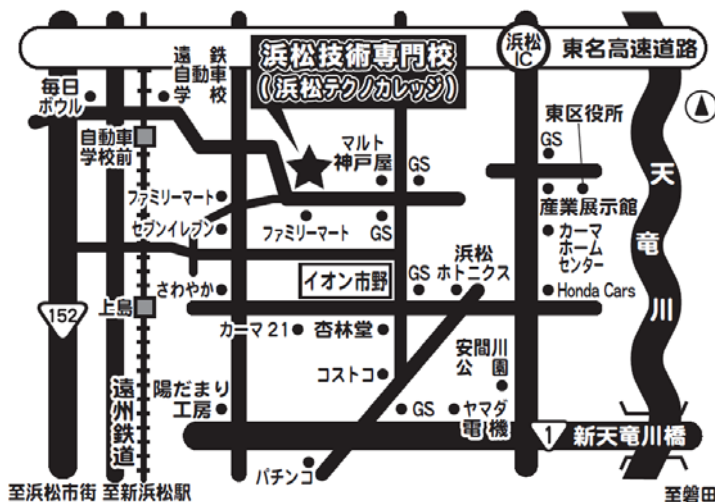 浜松IC
東名高速道路
遠鉄
自動車
学校
浜松技術専門校
(浜松テクノカレッジ)
毎日
ボウル
東区役所
自動車
学校前
マルト
神戸屋
GS
GS
天竜川
ファミリーマート
産業展示館
セブンイレブン
ファミリーマート
GS
カーマ
ホーム
センター
浜松
ホトニクス
イオン市野
GS
さわやか
Honda Cars
上島
152
カーマ21
杏林堂
安間川
公園
コストコ
遠州鉄道
陽だまり
工房
GS
ヤマダ
電機
1
新天竜川橋
パチンコ
至浜松市街
至新浜松駅
至磐田